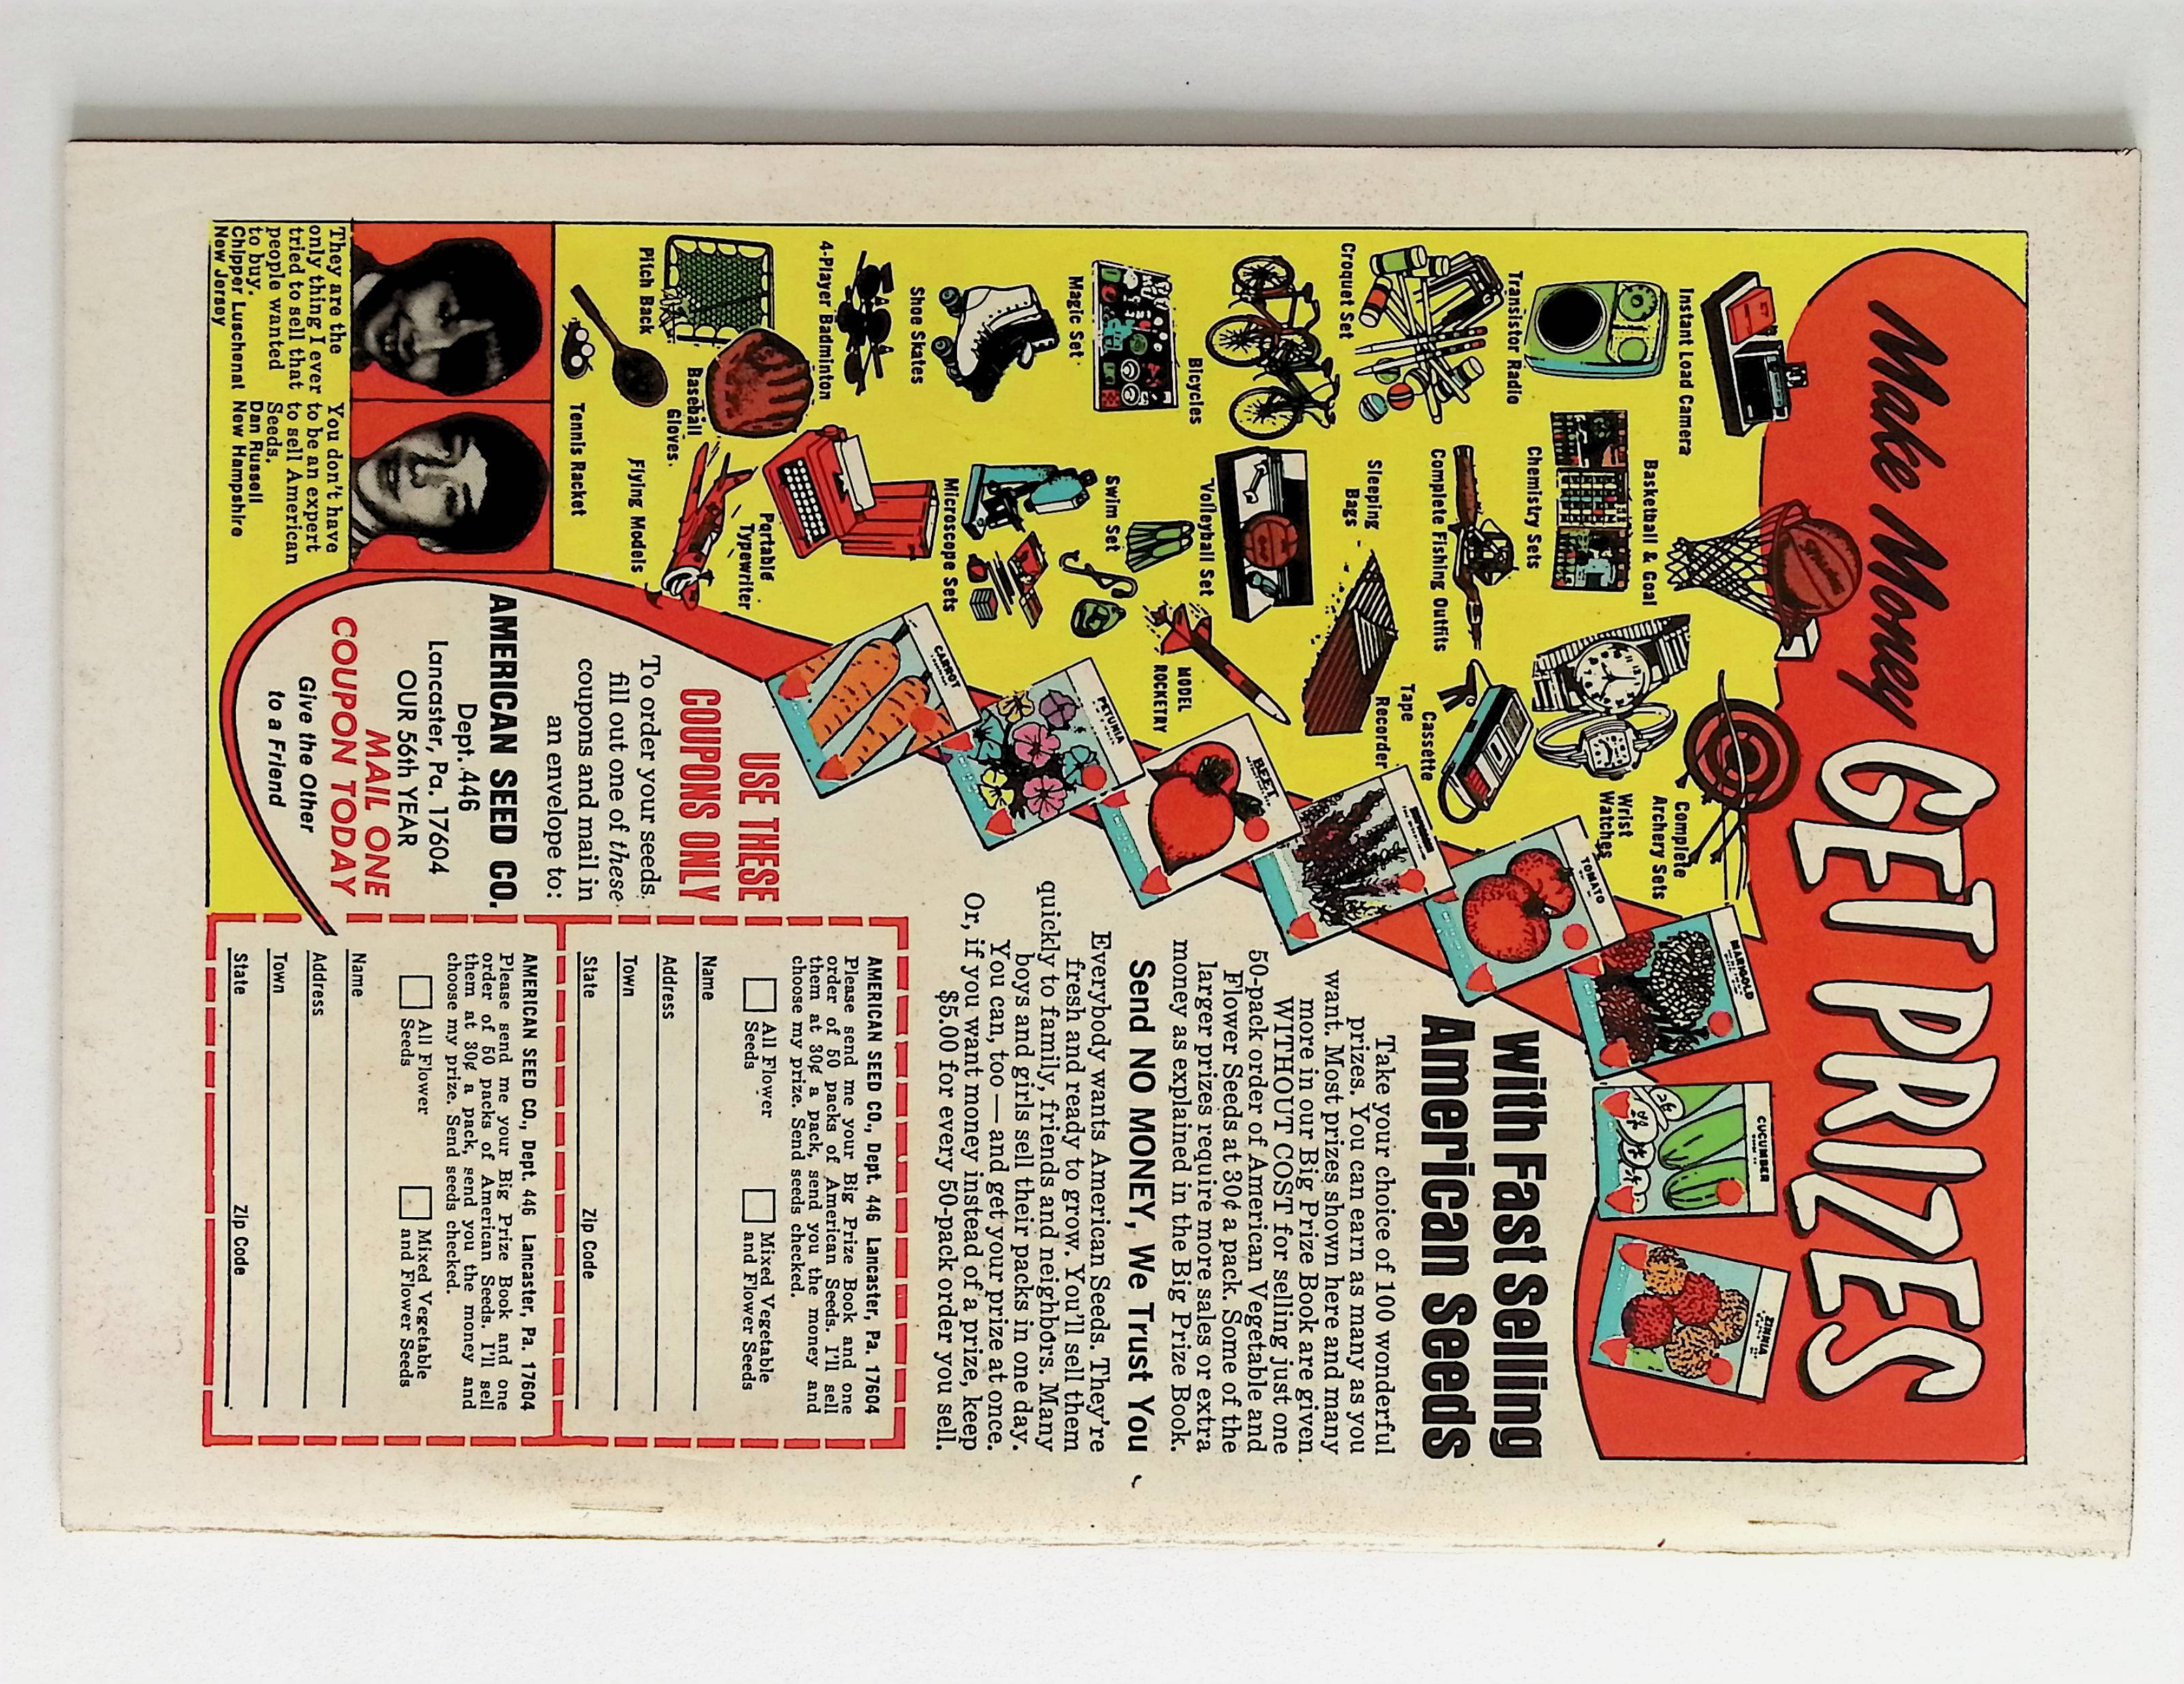 Make Money GET PRIZES
with Fast Selling
American Seeds
Take your choice of 100 wonderful
prizes. You can earn as many as you
want. Most prizes shown here and many
more in our Big Prize Book are given
WITHOUT COST for selling just one
50-pack order of American Vegetable and
Flower Seeds at 30¢ a pack. Some of the
larger prizes require more sales or extra
money as explained in the Big Prize Book.
Send NO MONEY, We Trust You
Everybody wants American Seeds. They're
fresh and ready to grow. You'll sell them
quickly to family, friends and neighbors. Many
boys and girls sell their packs in one day.
You can, too — and get your prize at once.
Or, if you want money instead of a prize, keep
$5.00 for every 50-pack order you sell.
Instant Load Camera
Basketball & Goal
Complete
Archery Sets
Transistor Radio
Chemistry Sets
Wrist
Watches
Croquet Set
Complete Fishing Outfits
Cassette
Tape
Recorder
Sleeping
Bags
Bicycles
Volleyball Set
MODEL
ROCKETRY
Magic Set
Swim Set
Shoe Skates
Microscope Sets
4-Player Badminton
Portable
Typewriter
Baseball
Gloves
Pitch Back
Flying Models
Tennis Racket
ZINNIA
CUCUMBER
MARIGOLD
TOMATO
BEET
PETUNIA
CARROT
They are the
only thing I ever
tried to sell that
people wanted
to buy.
Chipper Luschenat
New Jersey
You don't have
to be an expert
to sell American
Seeds.
Dan Russell
New Hampshire
USE THESE
COUPONS ONLY
To order your seeds,
fill out one of these
coupons and mail in
an envelope to:
AMERICAN SEED CO.
Dept. 446
Lancaster, Pa. 17604
OUR 56th YEAR
MAIL ONE
COUPON TODAY
Give the Other
to a Friend
AMERICAN SEED CO., Dept. 446 Lancaster, Pa. 17604
Please send me your Big Prize Book and one
order of 50 packs of American Seeds. I'll sell
them at 30¢ a pack, send you the money and
choose my prize. Send seeds checked.
All Flower
Seeds
Mixed Vegetable
and Flower Seeds
Name
Address
Town
State Zip Code
AMERICAN SEED CO., Dept. 446 Lancaster, Pa. 17604
Please send me your Big Prize Book and one
order of 50 packs of American Seeds. I'll sell
them at 30¢ a pack, send you the money and
choose my prize. Send seeds checked.
All Flower
Seeds
Mixed Vegetable
and Flower Seeds
Name
Address
Town
State Zip Code